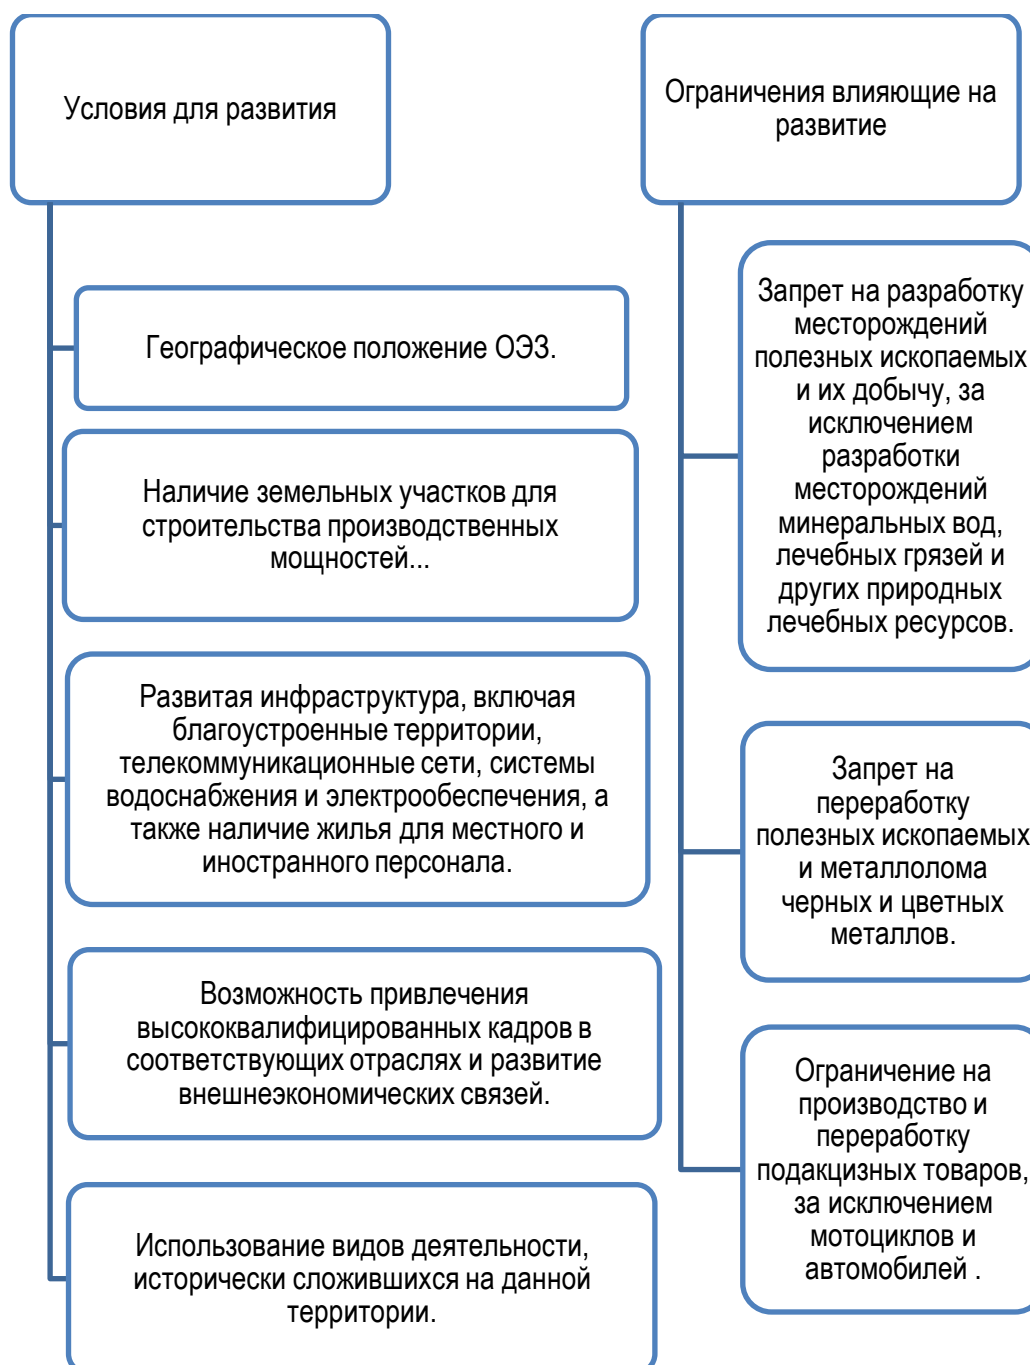 Условия для развития
Географическое положение ОЭЗ.
Наличие земельных участков для
строительства производственных
мощностей...
Развитая инфраструктура, включая
благоустроенные территории,
телекоммуникационные сети, системы
водоснабжения и электрообеспечения, а
также наличие жилья для местного и
иностранного персонала.
Возможность привлечения
высококвалифицированных кадров в
соответствующих отраслях и развитие
внешнеэкономических связей.
Использование видов деятельности,
исторически сложившихся на данной
территории.
Ограничения влияющие на
развитие
Запрет на разработку
месторождений
полезных ископаемых
и их добычу, за
исключением
разработки
месторождений
минеральных вод,
лечебных грязей и
других природных
лечебных ресурсов.
Запрет на
переработку
полезных ископаемых
и металлолома
черных и цветных
металлов.
Ограничение на
производство и
переработку
подакцизных товаров,
за исключением
мотоциклов и
автомобилей .